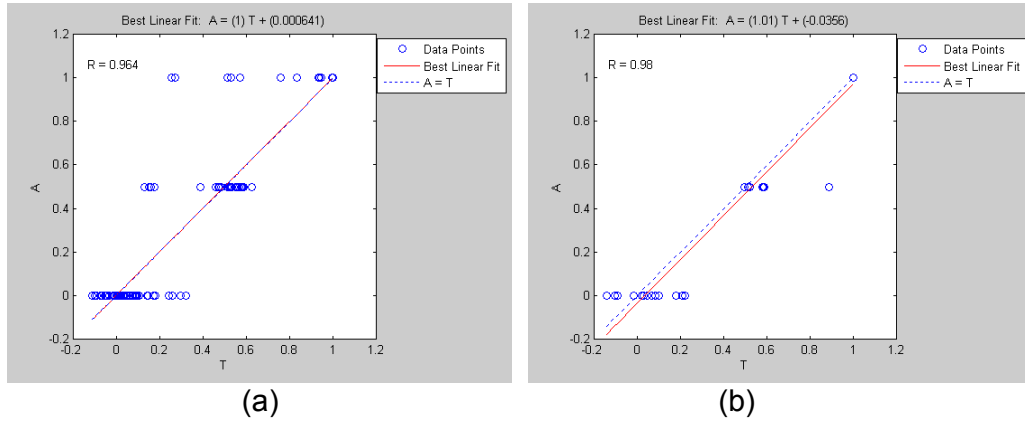 Best Linear Fit:  A = (1) T + (0.000641)
1.2
1
0.8
0.6
0.4
0.2
0
-0.2
A
R = 0.964
Data Points
Best Linear Fit
A = T
-0.2 0 0.2 0.4 0.6 0.8 1 1.2
T
(a)
Best Linear Fit:  A = (1.01) T + (-0.0356)
1.2
1
0.8
0.6
0.4
0.2
0
-0.2
A
R = 0.98
Data Points
Best Linear Fit
A = T
-0.2 0 0.2 0.4 0.6 0.8 1 1.2
T
(b)